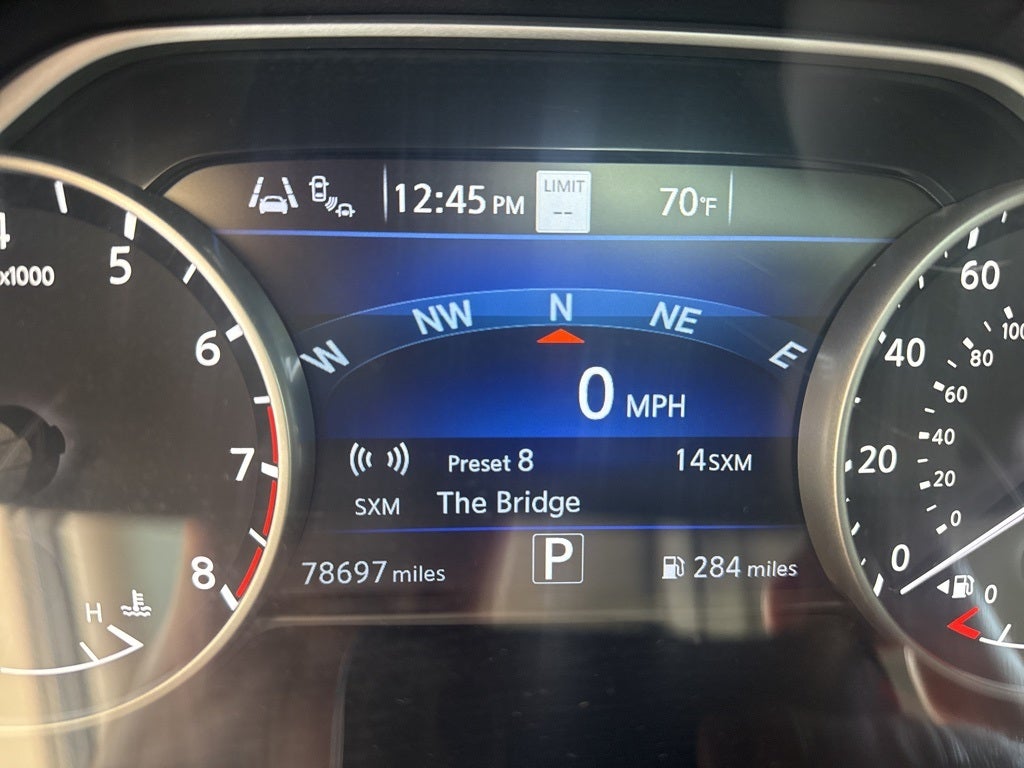 12:45 PM
LIMIT
--
70°F
W NW N NE E
0 MPH
Preset 8
14SXM
SXM
The Bridge
78697 miles
P
284 miles
4
x1000
5
6
7
8
H
60
40
20
0
100
80
60
40
20
0
0